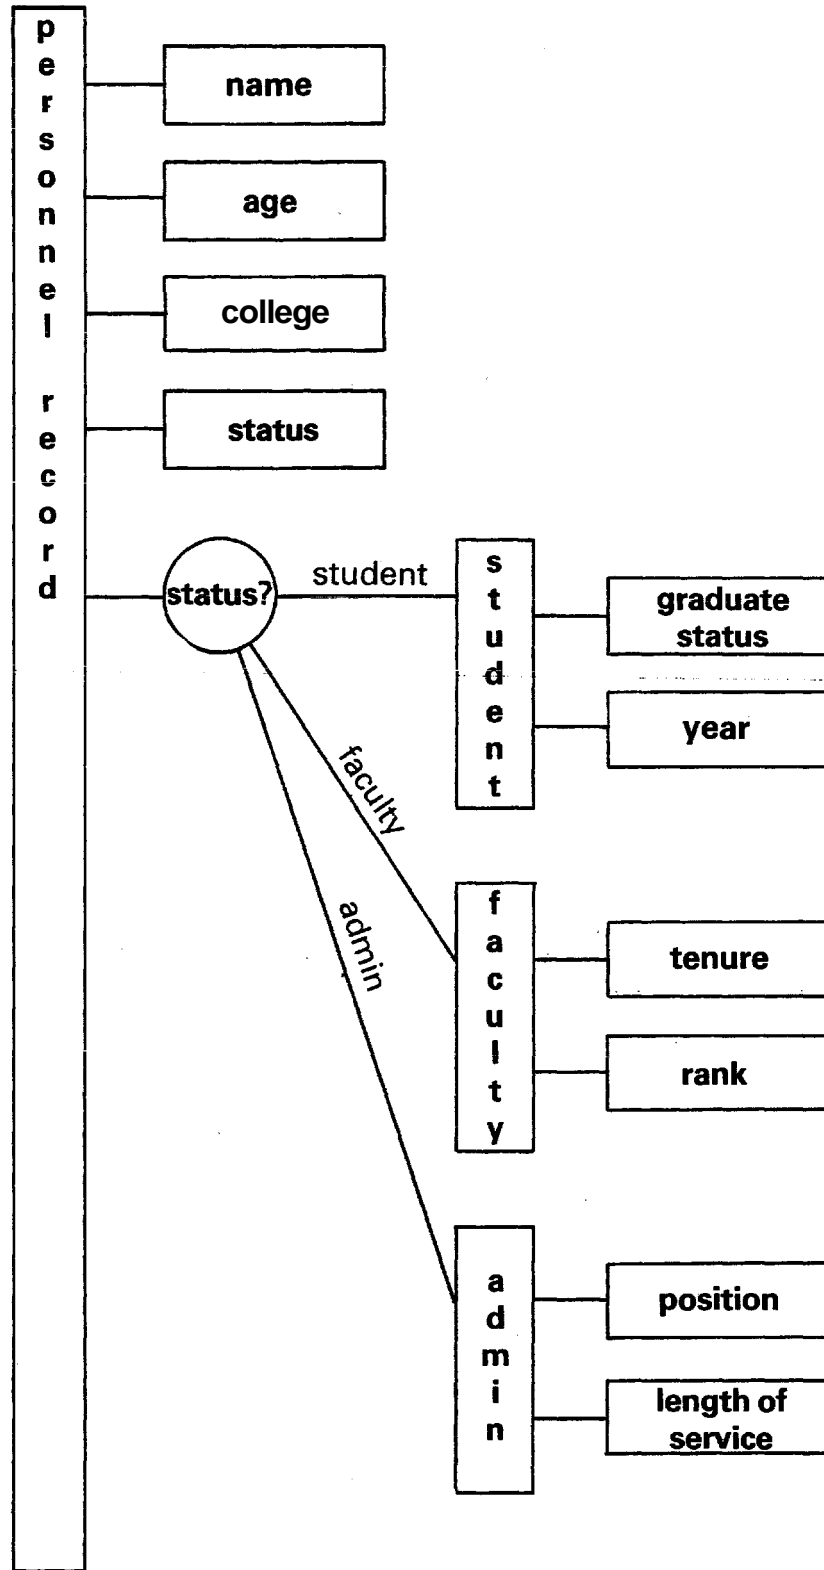 personnel record
name
age
college
status
status?
student
faculty
admin
student
graduate
status
year
faculty
tenure
rank
admin
position
length of
service